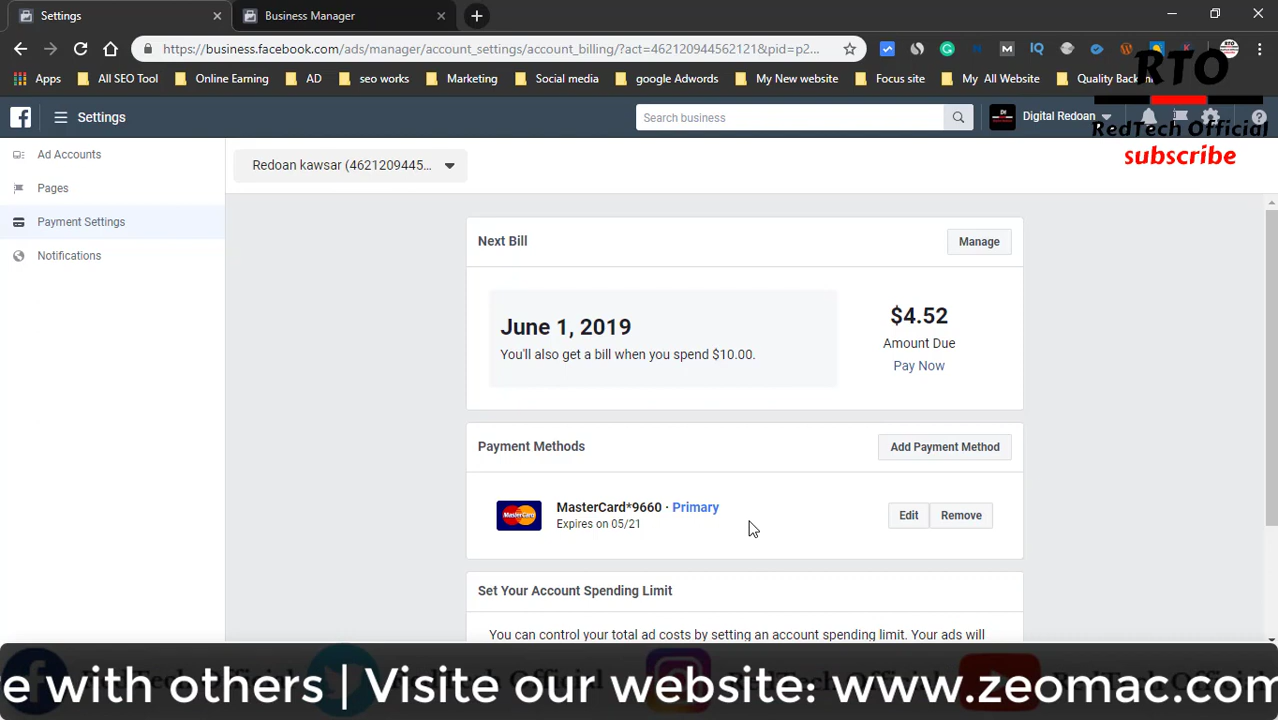 Settings
Business Manager
https://business.facebook.com/ads/manager/account_settings/account_billing/?act=462120944562121&pid=p2...
Apps
All SEO Tool
Online Earning
AD
seo works
Marketing
Social media
google Adwords
My New website
Focus site
My All Website
Quality Back
RTO
RedTech Official
subscribe
Settings
Search business
Digital Redoan
Ad Accounts
Pages
Payment Settings
Notifications
Redoan kawsar (4621209445...
Next Bill
Manage
June 1, 2019
You'll also get a bill when you spend $10.00.
$4.52
Amount Due
Pay Now
Payment Methods
Add Payment Method
MasterCard
MasterCard*9660 · Primary
Expires on 05/21
Edit
Remove
Set Your Account Spending Limit
You can control your total ad costs by setting an account spending limit. Your ads will
e with others | Visite our website: www.zeomac.com